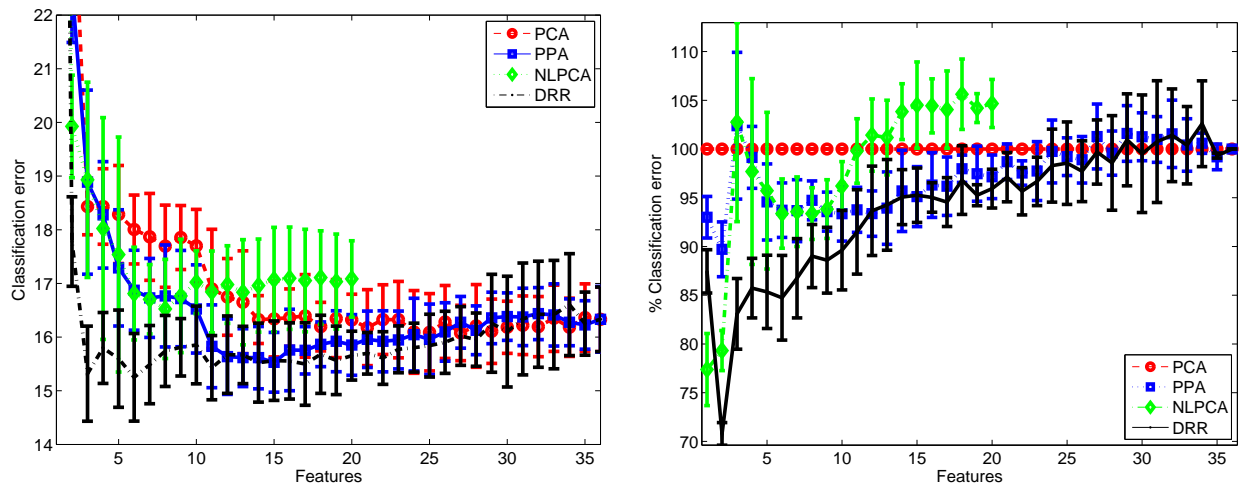 22
21
20
19
18
17
16
15
14
Classification error
5
10
15
20
25
30
35
Features
PCA
PPA
NLPCA
DRR
110
105
100
95
90
85
80
75
70
% Classification error
5
10
15
20
25
30
35
Features
PCA
PPA
NLPCA
DRR